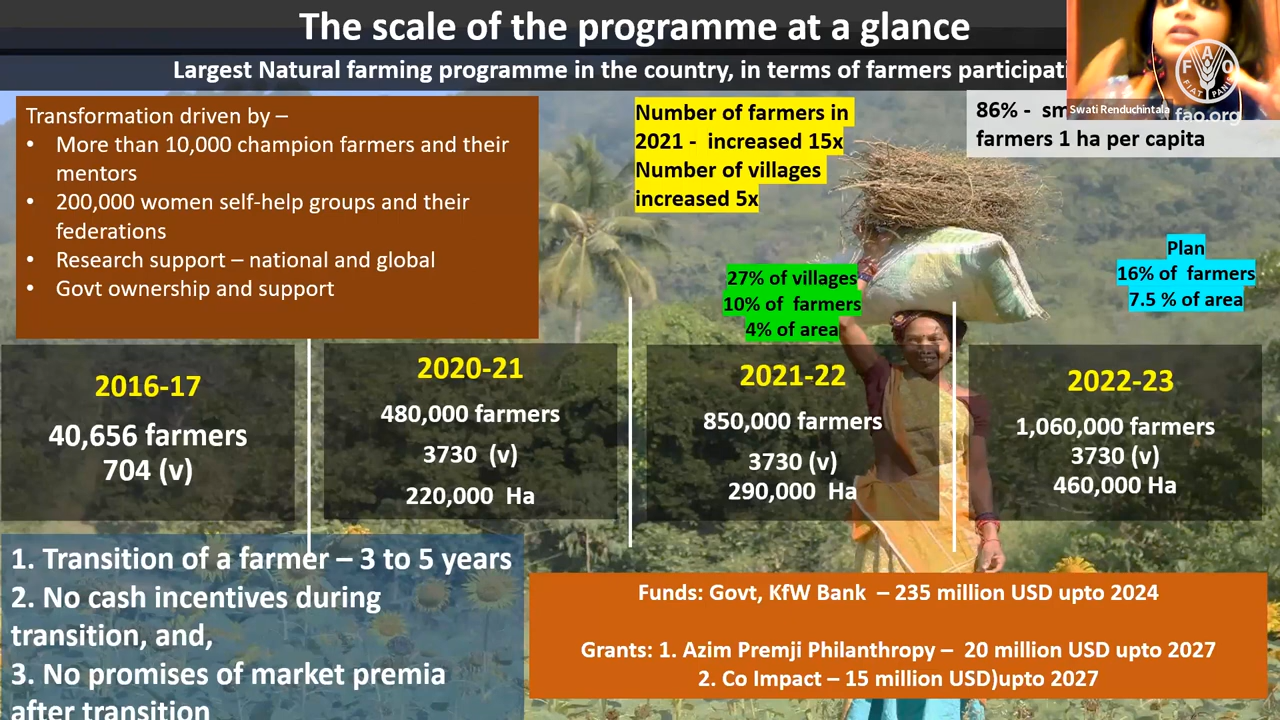 The scale of the programme at a glance
Largest Natural farming programme in the country, in terms of farmers
Transformation driven by –
• More than 10,000 champion farmers and their
mentors
• 200,000 women self-help groups and their
federations
• Research support – national and global
• Govt ownership and support
Number of farmers in
2021 - increased 15x
Number of villages
increased 5x
86% -
farmers 1 ha per capita
Swati Renduchintala
F A O
FIAT PANIS
fao.org
27% of villages
10% of farmers
4% of area
Plan
16% of farmers
7.5 % of area
2016-17
40,656 farmers
704 (v)
2020-21
480,000 farmers
3730 (v)
220,000 Ha
2021-22
850,000 farmers
3730 (v)
290,000 Ha
2022-23
1,060,000 farmers
3730 (v)
460,000 Ha
1. Transition of a farmer – 3 to 5 years
2. No cash incentives during
transition, and,
3. No promises of market premia
after transition
Funds: Govt, KfW Bank – 235 million USD upto 2024
Grants: 1. Azim Premji Philanthropy – 20 million USD upto 2027
2. Co Impact – 15 million USD)upto 2027